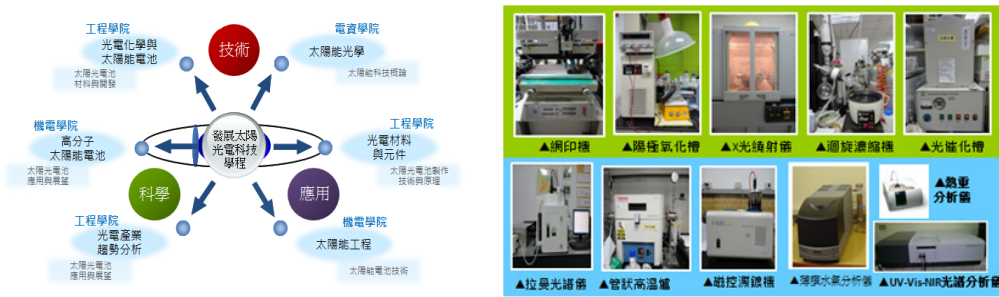 工程學院
光電化學與
太陽能電池
太陽光電池
材料與開發
技術
電資學院
太陽能光學
太陽能科技概論
機電學院
高分子
太陽能電池
太陽光電池
應用與展望
發展太陽
光電科技
學程
工程學院
光電材料
與元件
太陽光電池製作
技術與原理
科學
應用
工程學院
光電產業
趨勢分析
太陽光電池
應用與展望
機電學院
太陽能工程
太陽能電池技術
▲網印機
▲陽極氧化槽
▲X光繞射儀
▲迴旋濃縮機
▲光催化槽
▲拉曼光譜儀
▲管狀高溫爐
▲磁控濺鍍機
▲薄膜水氣分析儀
▲熱重
分析儀
▲UV-Vis-NIR光譜分析儀